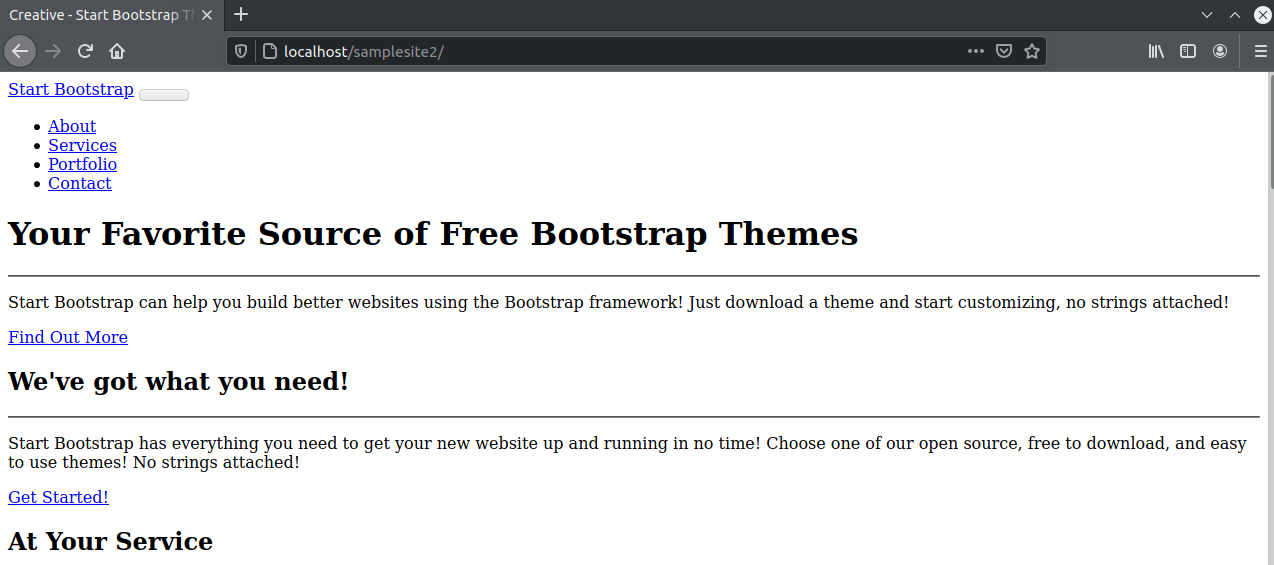 Creative - Start Bootstrap T
localhost/samplesite2/
Start Bootstrap
About
Services
Portfolio
Contact
Your Favorite Source of Free Bootstrap Themes
Start Bootstrap can help you build better websites using the Bootstrap framework! Just download a theme and start customizing, no strings attached!
Find Out More
We've got what you need!
Start Bootstrap has everything you need to get your new website up and running in no time! Choose one of our open source, free to download, and easy
to use themes! No strings attached!
Get Started!
At Your Service